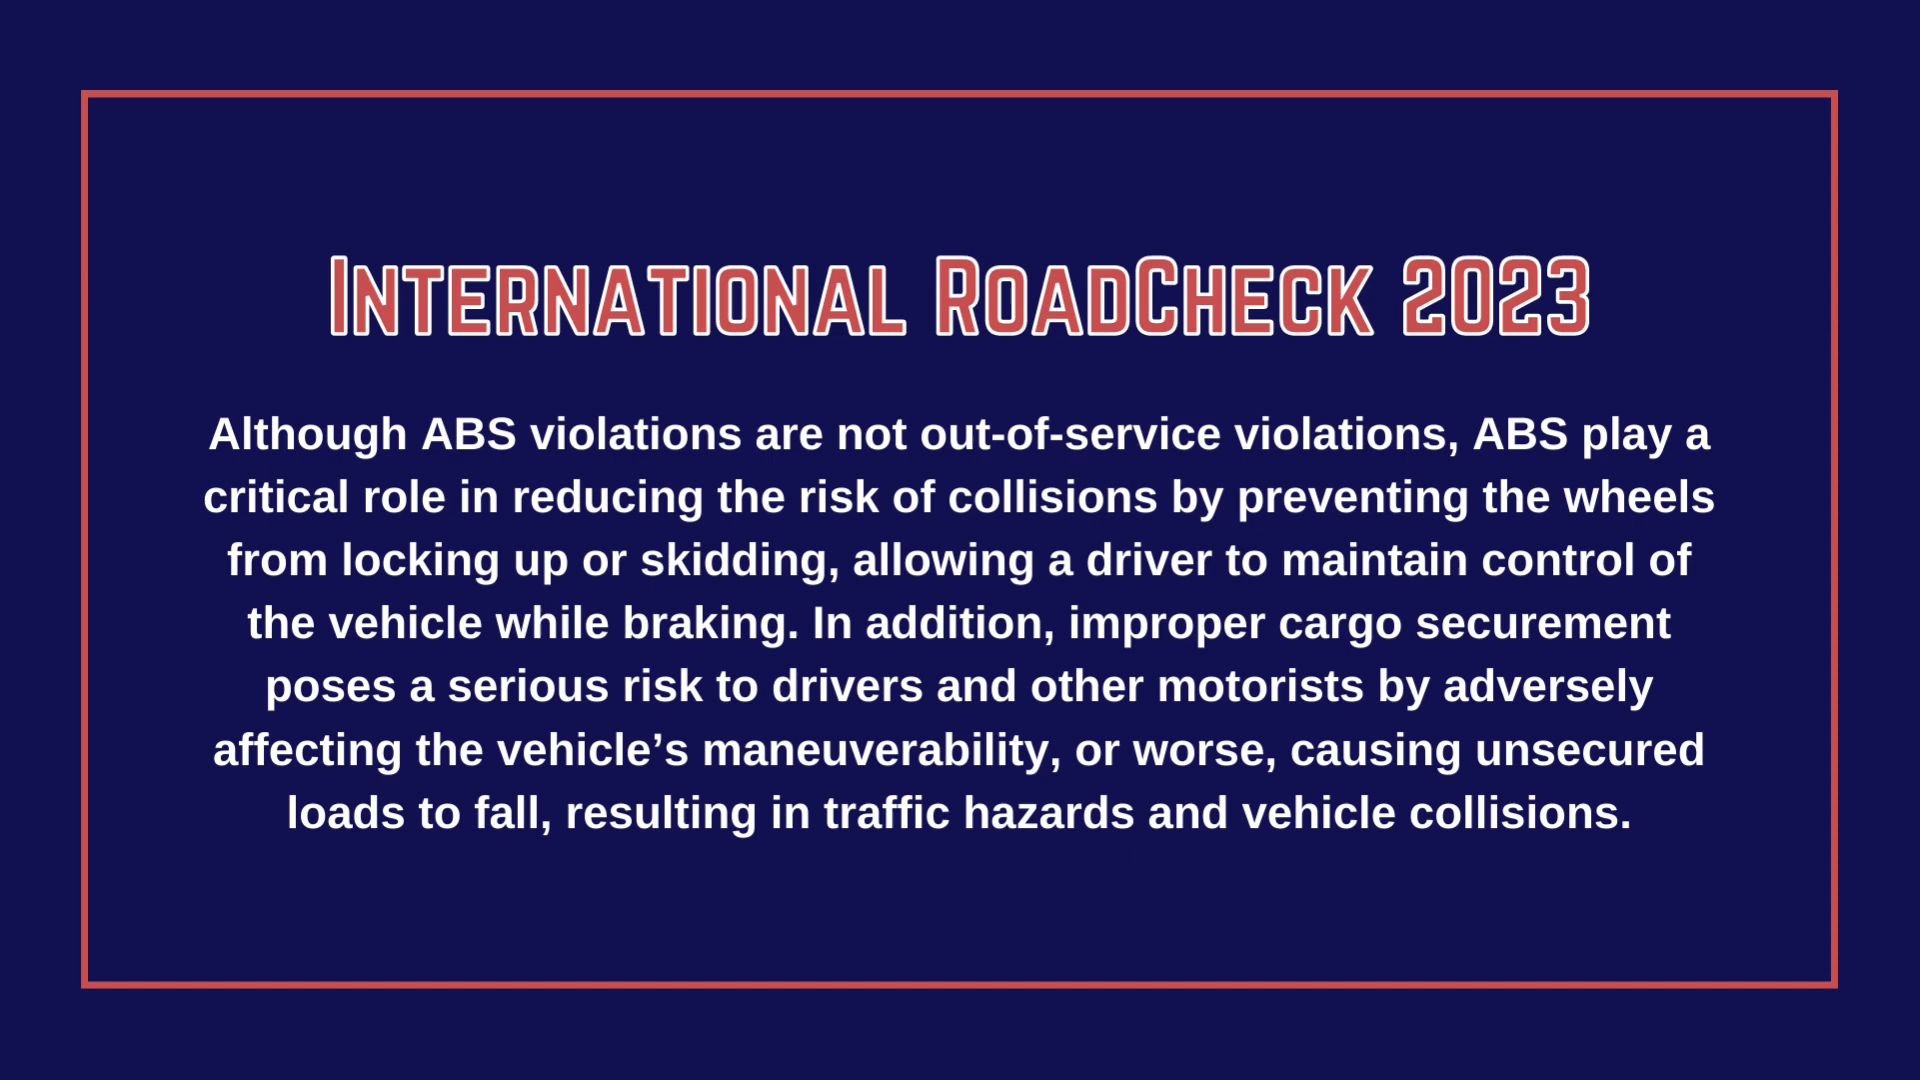 International RoadCheck 2023
Although ABS violations are not out-of-service violations, ABS play a
critical role in reducing the risk of collisions by preventing the wheels
from locking up or skidding, allowing a driver to maintain control of
the vehicle while braking. In addition, improper cargo securement
poses a serious risk to drivers and other motorists by adversely
affecting the vehicle’s maneuverability, or worse, causing unsecured
loads to fall, resulting in traffic hazards and vehicle collisions.